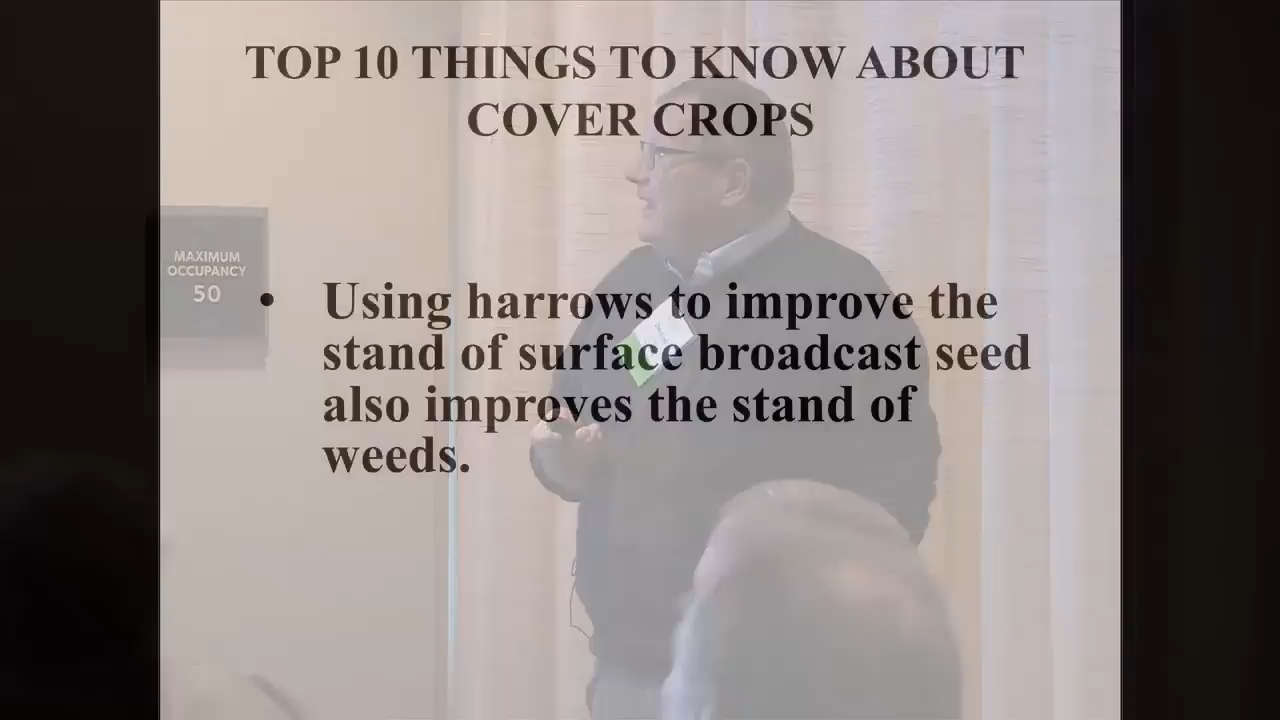 TOP 10 THINGS TO KNOW ABOUT
COVER CROPS
MAXIMUM
OCCUPANCY
50
• Using harrows to improve the
stand of surface broadcast seed
also improves the stand of
weeds.